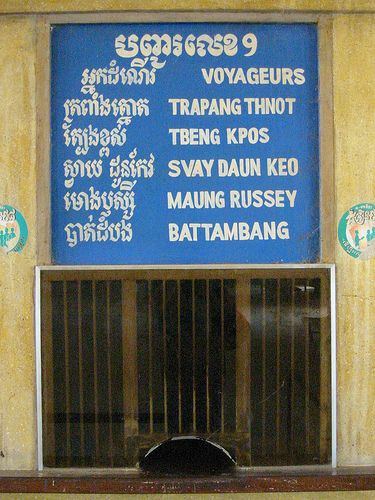 បញ្ជរលេខ ១
អ្នកដំណើរ VOYAGEURS
ត្រពាំងត្នោត TRAPANG THNOT
ត្បែងខ្ពស់ TBENG KPOS
ស្វាយ ដូនកែវ SVAY DAUN KEO
មោងឫស្សី MAUNG RUSSEY
បាត់ដំបង BATTAMBANG